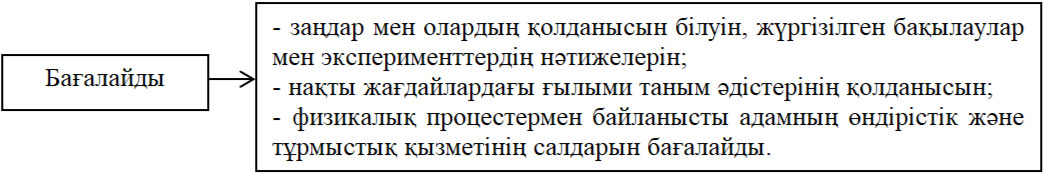 Бағалайды
- заңдар мен олардың қолданысын білуін, жүргізілген бақылаулар
мен эксперименттердің нәтижелерін;
- нақты жағдайлардағы ғылыми таным әдістерінің қолданысын;
- физикалық процестермен байланысты адамның өндірістік және
тұрмыстық қызметінің салдарын бағалайды.